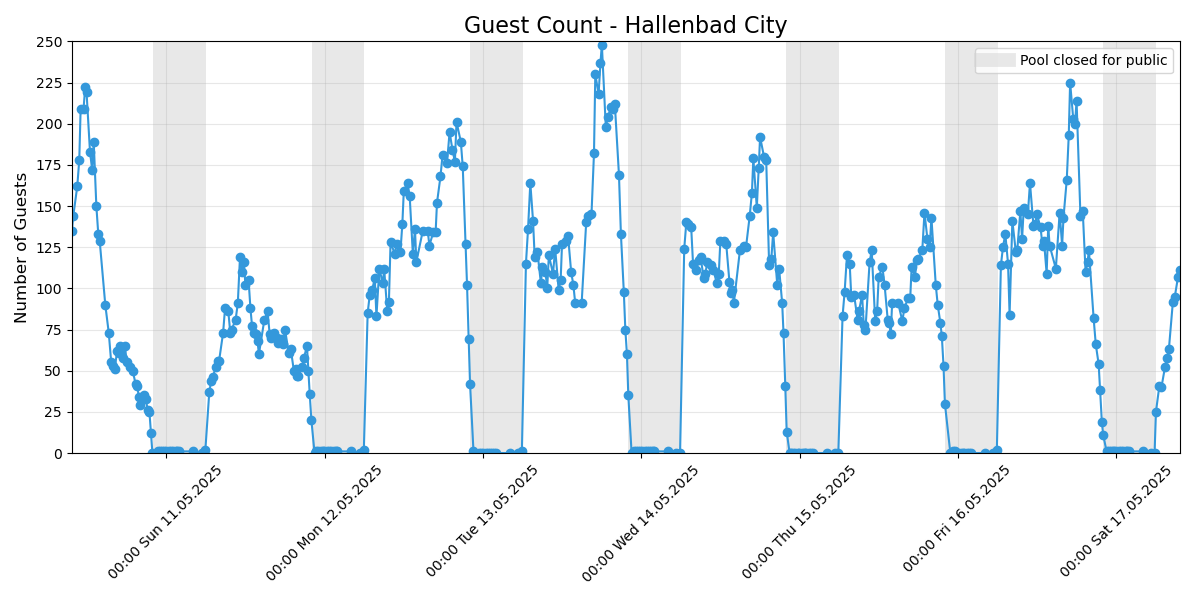 Guest Count - Hallenbad City
Pool closed for public
Number of Guests
250
225
200
175
150
125
100
75
50
25
0
00:00 Sun 11.05.2025
00:00 Mon 12.05.2025
00:00 Tue 13.05.2025
00:00 Wed 14.05.2025
00:00 Thu 15.05.2025
00:00 Fri 16.05.2025
00:00 Sat 17.05.2025